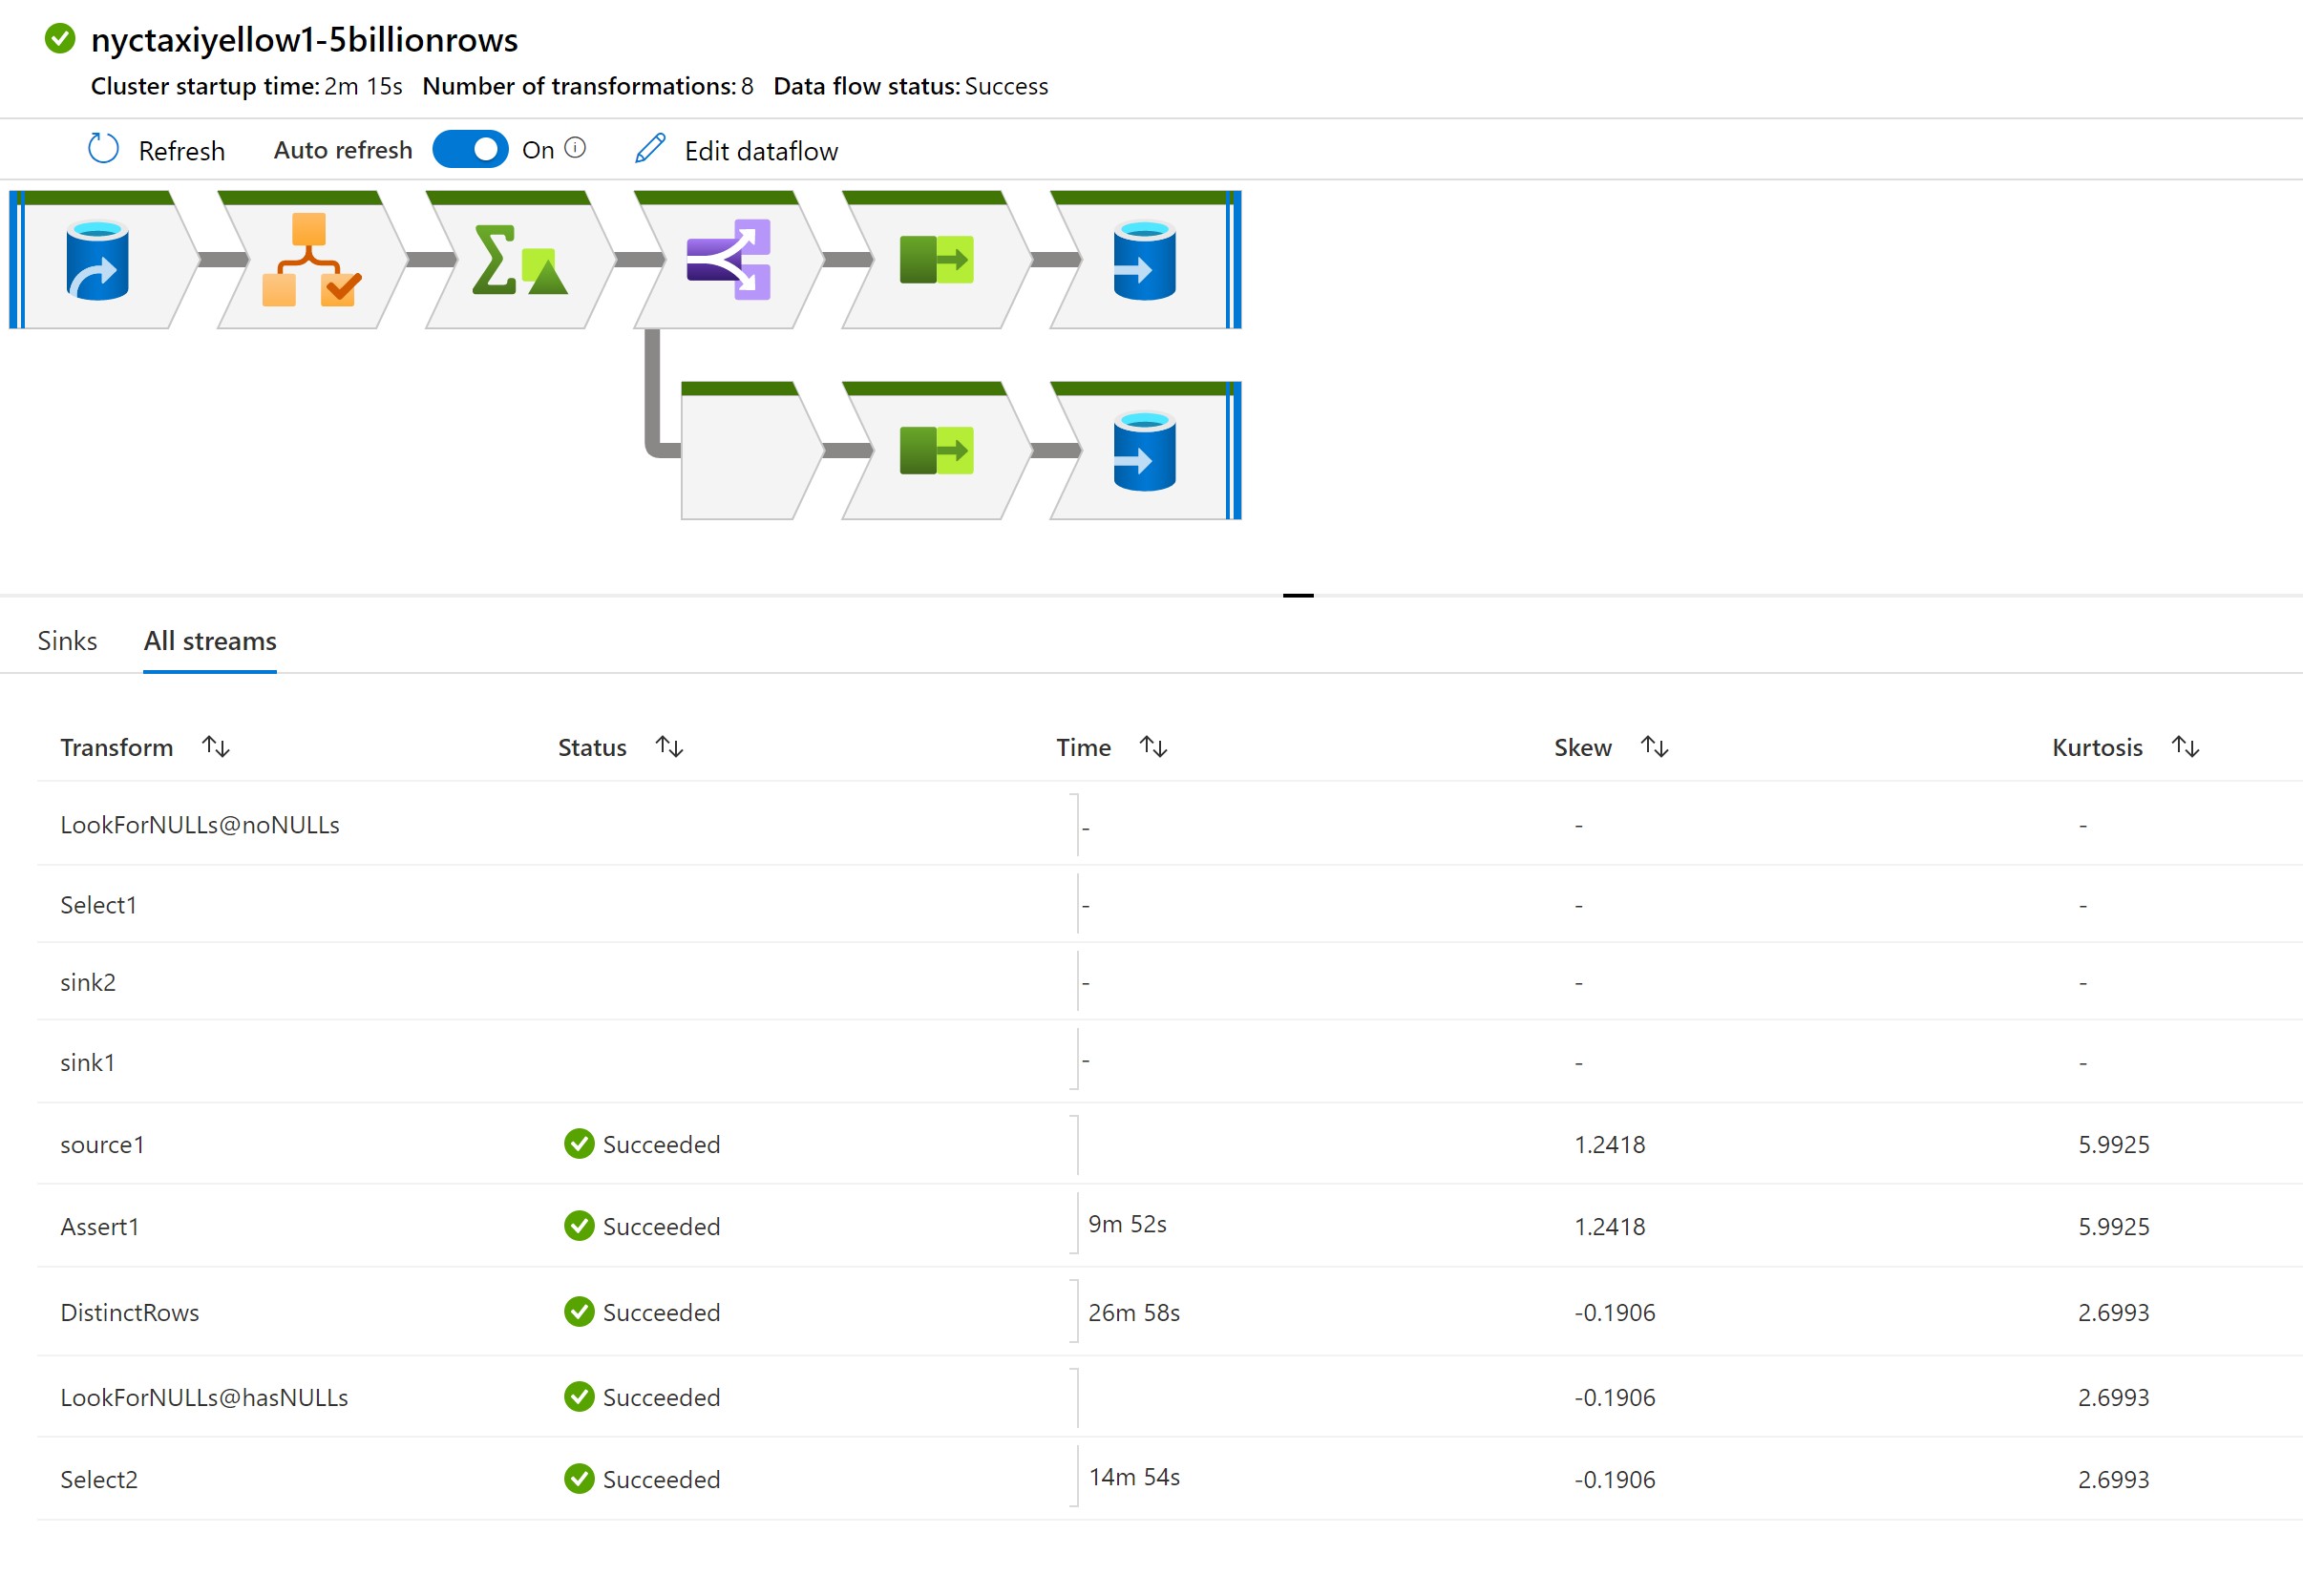 nyctaxiyellow1-5billionrows
Cluster startup time: 2m 15s Number of transformations: 8 Data flow status: Success
Refresh Auto refresh On Edit dataflow
Sinks All streams
Transform Status Time Skew Kurtosis
LookForNULLs@noNULLs - - -
Select1 - - -
sink2 - - -
sink1 - - -
source1 Succeeded 1.2418 5.9925
Assert1 Succeeded 9m 52s 1.2418 5.9925
DistinctRows Succeeded 26m 58s -0.1906 2.6993
LookForNULLs@hasNULLs Succeeded -0.1906 2.6993
Select2 Succeeded 14m 54s -0.1906 2.6993